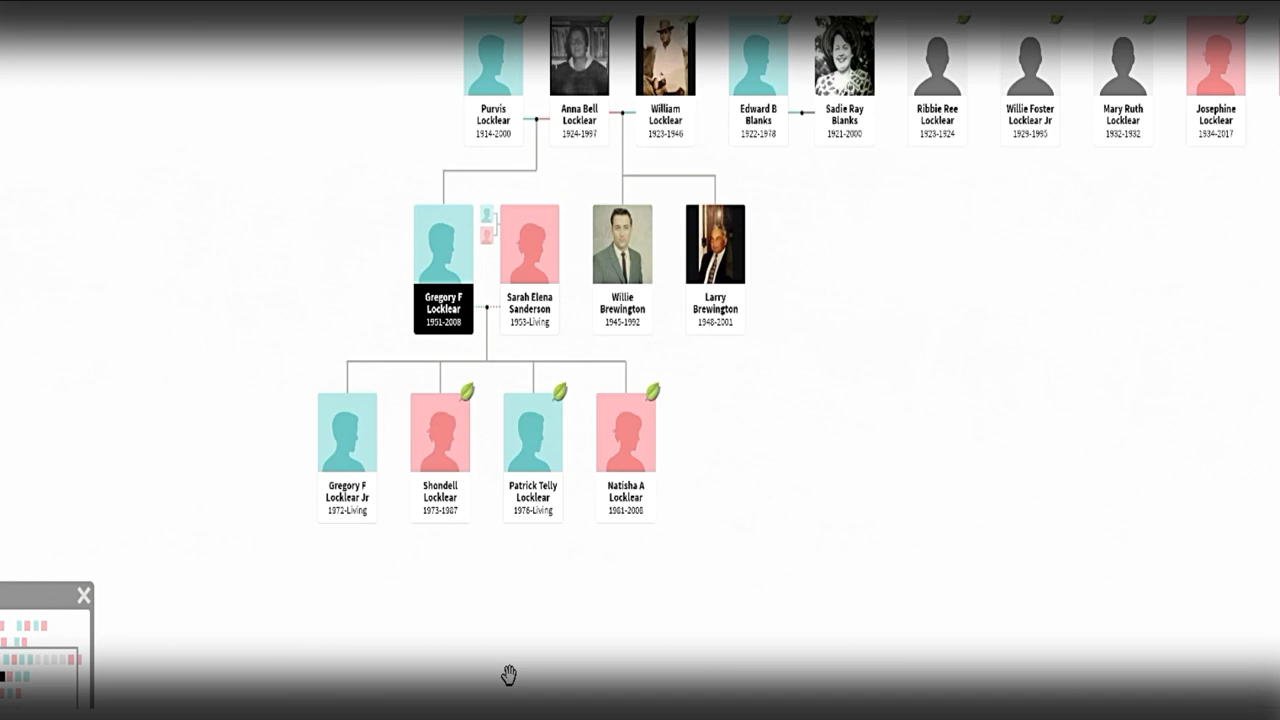 Purvis
Locklear
1914-2000
Anna Bell
Locklear
1924-1997
William
Locklear
1923-1946
Edward B
Blanks
1922-1978
Sadie Ray
Blanks
1921-2000
Ribbie Ree
Locklear
1923-1924
Willie Foster
Locklear Jr
1929-1995
Mary Ruth
Locklear
1932-1932
Josephine
Locklear
1934-2017
Gregory F
Locklear
1951-2008
Sarah Elena
Sanderson
1953-Living
Willie
Brewington
1945-1992
Larry
Brewington
1948-2001
Gregory F
Locklear Jr
1972-Living
Shondell
Locklear
1973-1987
Patrick Telly
Locklear
1976-Living
Natisha A
Locklear
1981-2008